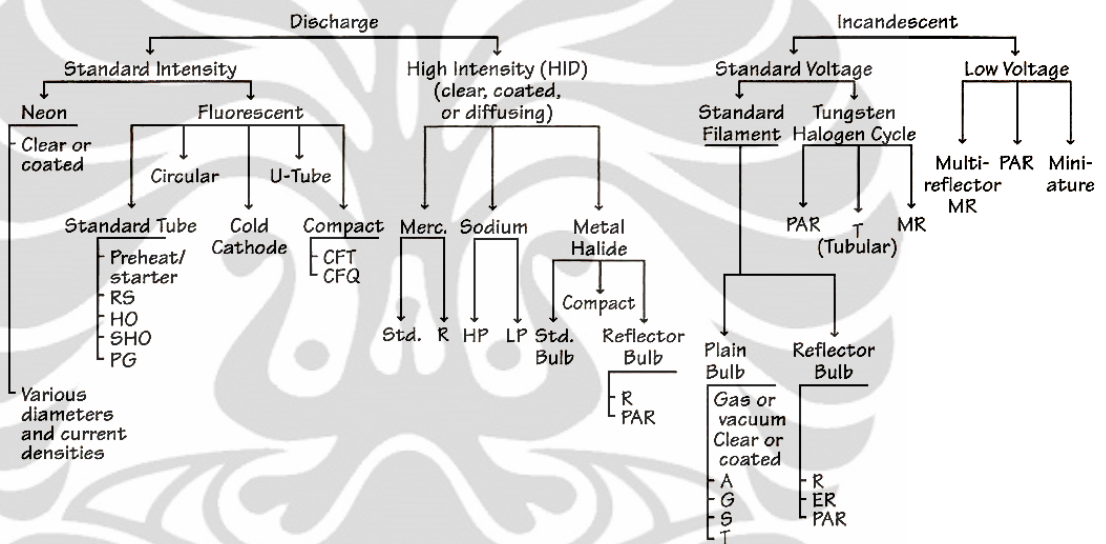 Discharge
Incandescent
Standard Intensity
High Intensity (HID)
(clear, coated,
or diffusing)
Standard Voltage
Low Voltage
Neon
Fluorescent
Standard
Filament
Tungsten
Halogen Cycle
Clear or
coated
Circular
U-Tube
Multi-
reflector
MR
PAR
Mini-
ature
Standard Tube
Cold
Cathode
Compact
Merc.
Sodium
Metal
Halide
PAR
T
(Tubular)
MR
Preheat/
starter
RS
HO
SHO
PG
CFT
CFQ
Compact
Std.
R
HP
LP
Std.
Bulb
Reflector
Bulb
R
PAR
Plain
Bulb
Reflector
Bulb
Various
diameters
and current
densities
Gas or
vacuum
Clear or
coated
A
G
S
T
R
ER
PAR